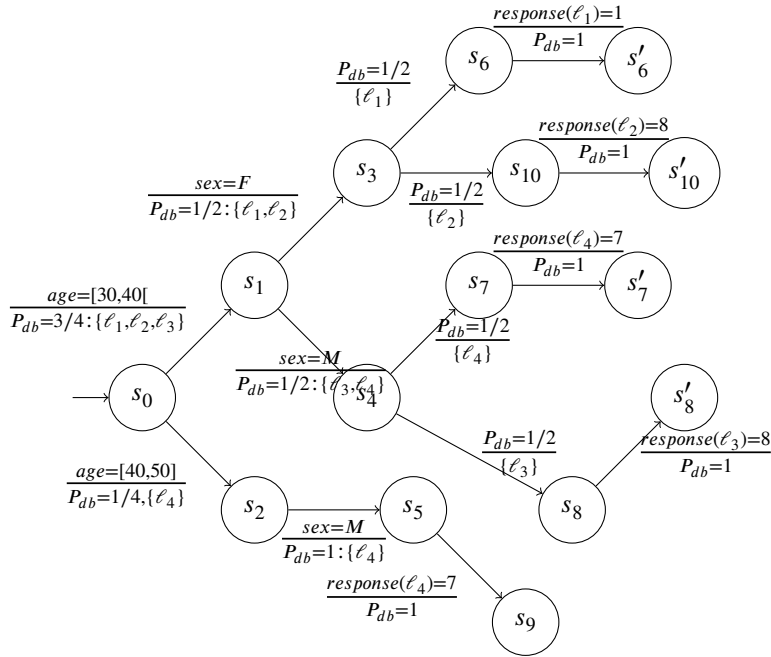 response(ℓ1)=1
P_db=1
s6
s′6
P_db=1/2
{ℓ1}
response(ℓ2)=8
P_db=1
s3
s10
s′10
P_db=1/2
{ℓ2}
sex=F
P_db=1/2:{ℓ1,ℓ2}
response(ℓ4)=7
P_db=1
s1
s7
s′7
age=[30,40[
P_db=3/4:{ℓ1,ℓ2,ℓ3}
P_db=1/2
{ℓ4}
sex=M
P_db=1/2:{ℓ3,ℓ4}
s0
s4
s′8
P_db=1/2
{ℓ3}
response(ℓ3)=8
P_db=1
age=[40,50]
P_db=1/4,{ℓ4}
s2
s5
s8
sex=M
P_db=1:{ℓ4}
response(ℓ4)=7
P_db=1
s9